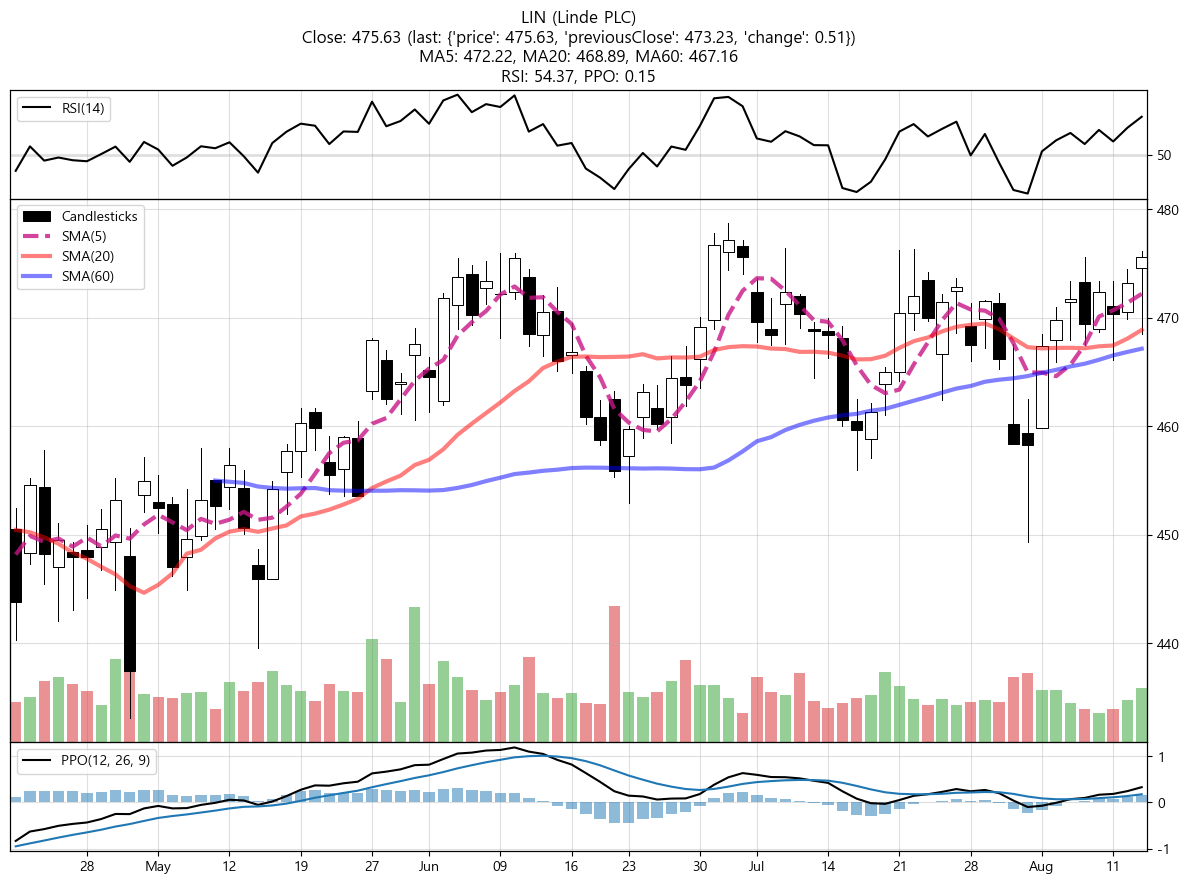 LIN (Linde PLC)
Close: 475.63 (last: {'price': 475.63, 'previousClose': 473.23, 'change': 0.51})
MA5: 472.22, MA20: 468.89, MA60: 467.16
RSI: 54.37, PPO: 0.15
RSI(14)
50
Candlesticks
SMA(5)
SMA(20)
SMA(60)
480
470
460
450
440
PPO(12, 26, 9)
1
0
-1
28 May 12 19 27 Jun 09 16 23 30 Jul 14 21 28 Aug 11